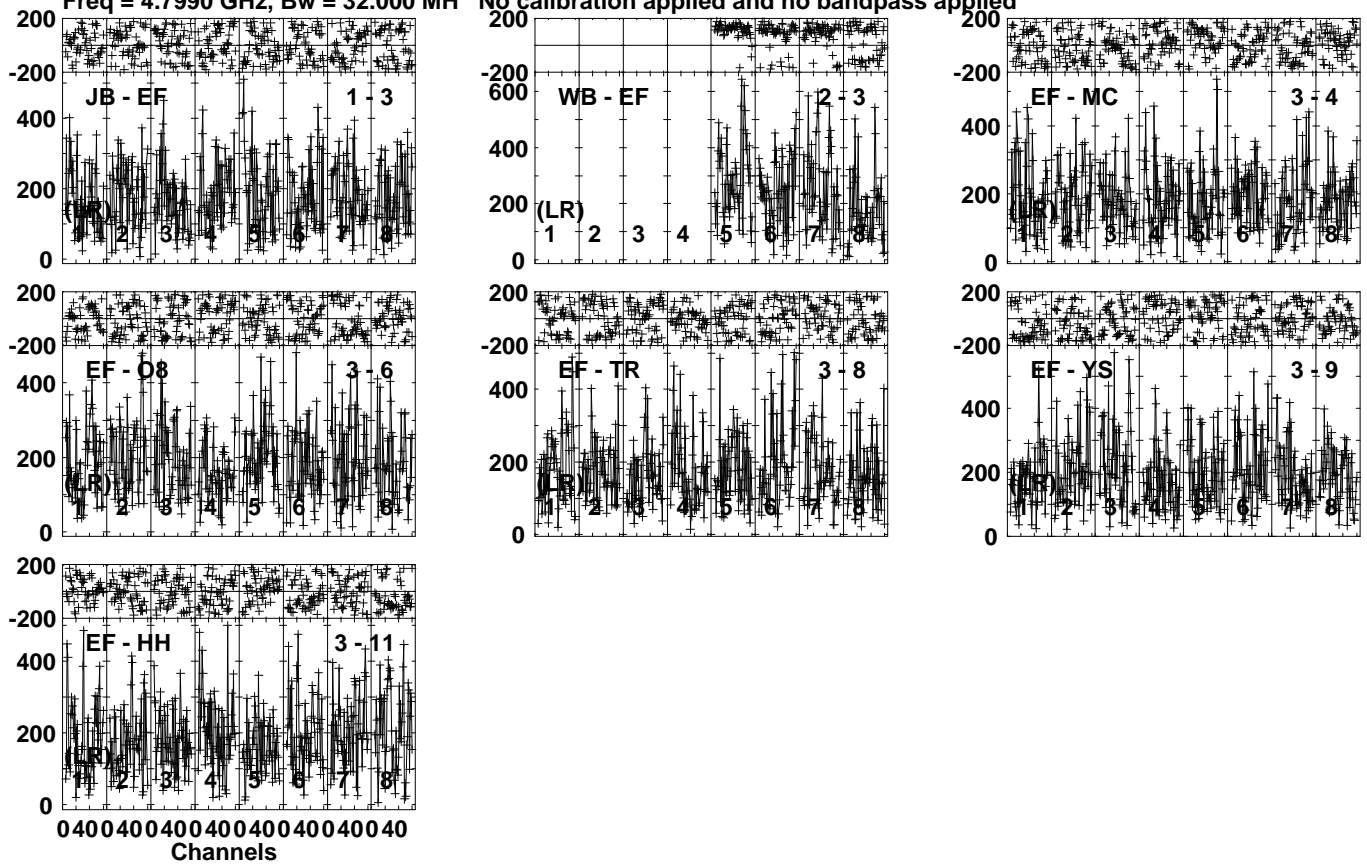 Freq = 4.7990 GHz, Bw = 32.000 MH No calibration applied and no bandpass applied
200
-200
JB - EF 1 - 3
400
200
0
(LR)
1 2 3 4 5 6 7 8
200
-200
WB - EF 2 - 3
600
400
200
0
(LR)
1 2 3 4 5 6 7 8
200
-200
EF - MC 3 - 4
400
200
0
(LR)
1 2 3 4 5 6 7 8
200
-200
EF - O8 3 - 6
400
200
0
(LR)
1 2 3 4 5 6 7 8
200
-200
EF - TR 3 - 8
400
200
0
(LR)
1 2 3 4 5 6 7 8
200
-200
EF - YS 3 - 9
400
200
0
(LR)
1 2 3 4 5 6 7 8
200
-200
EF - HH 3 - 11
400
200
0
(LR)
1 2 3 4 5 6 7 8
0 40 0 40 0 40 0 40 0 40 0 40 0 40 0 40
Channels